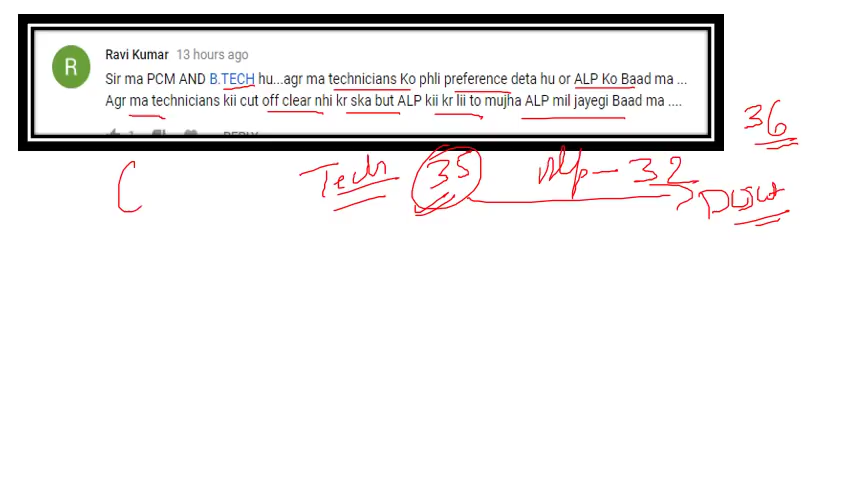 R
Ravi Kumar 13 hours ago
Sir ma PCM AND B.TECH hu...agr ma technicians Ko phli preference deta hu or ALP Ko Baad ma ...
Agr ma technicians kii cut off clear nhi kr ska but ALP kii kr lii to mujha ALP mil jayegi Baad ma ....
36
Tech 35 Alp - 32